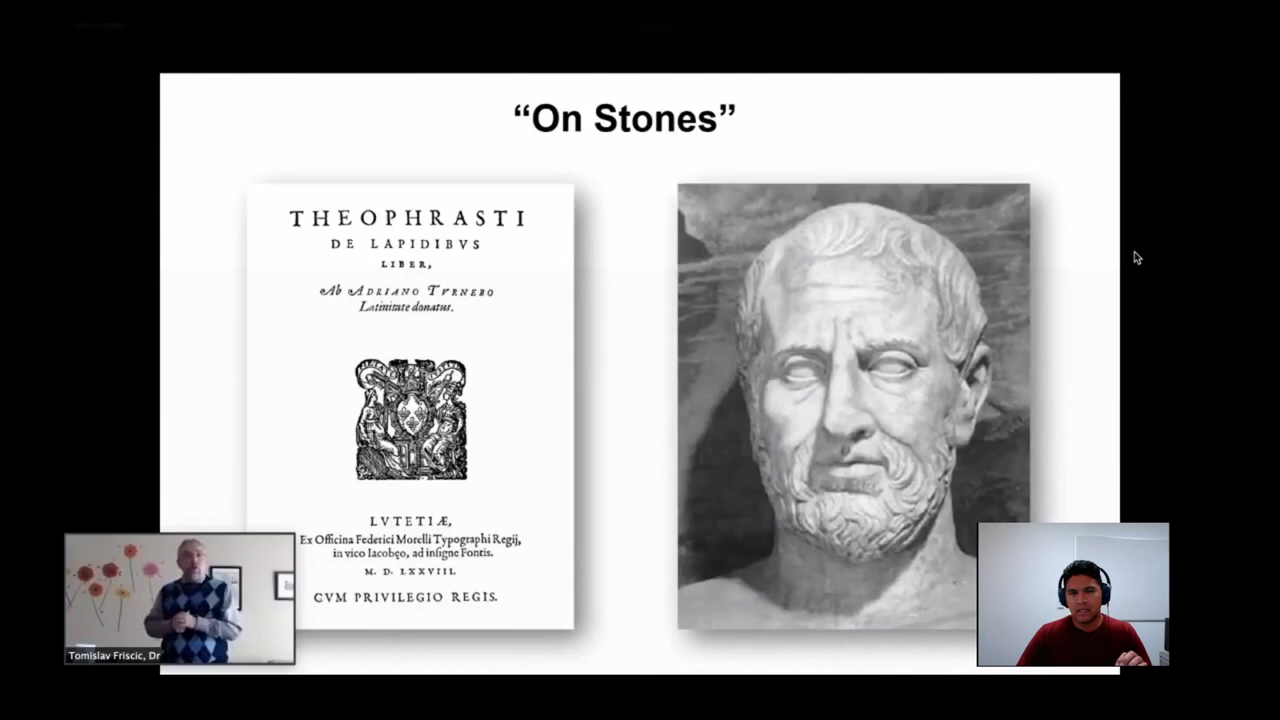 “On Stones”
THEOPHRASTI
DE LAPIDIBVS
LIBER,
Ab ADRIANO TVRNEBO
Latinitate donatus.
LVTETIÆ,
Ex Officina Federici Morelli Typographi Regij,
in vico Iacobęo, ad insigne Fontis.
M. D. LXXVIII.
CVM PRIVILEGIO REGIS.
Tomislav Friscic, Dr